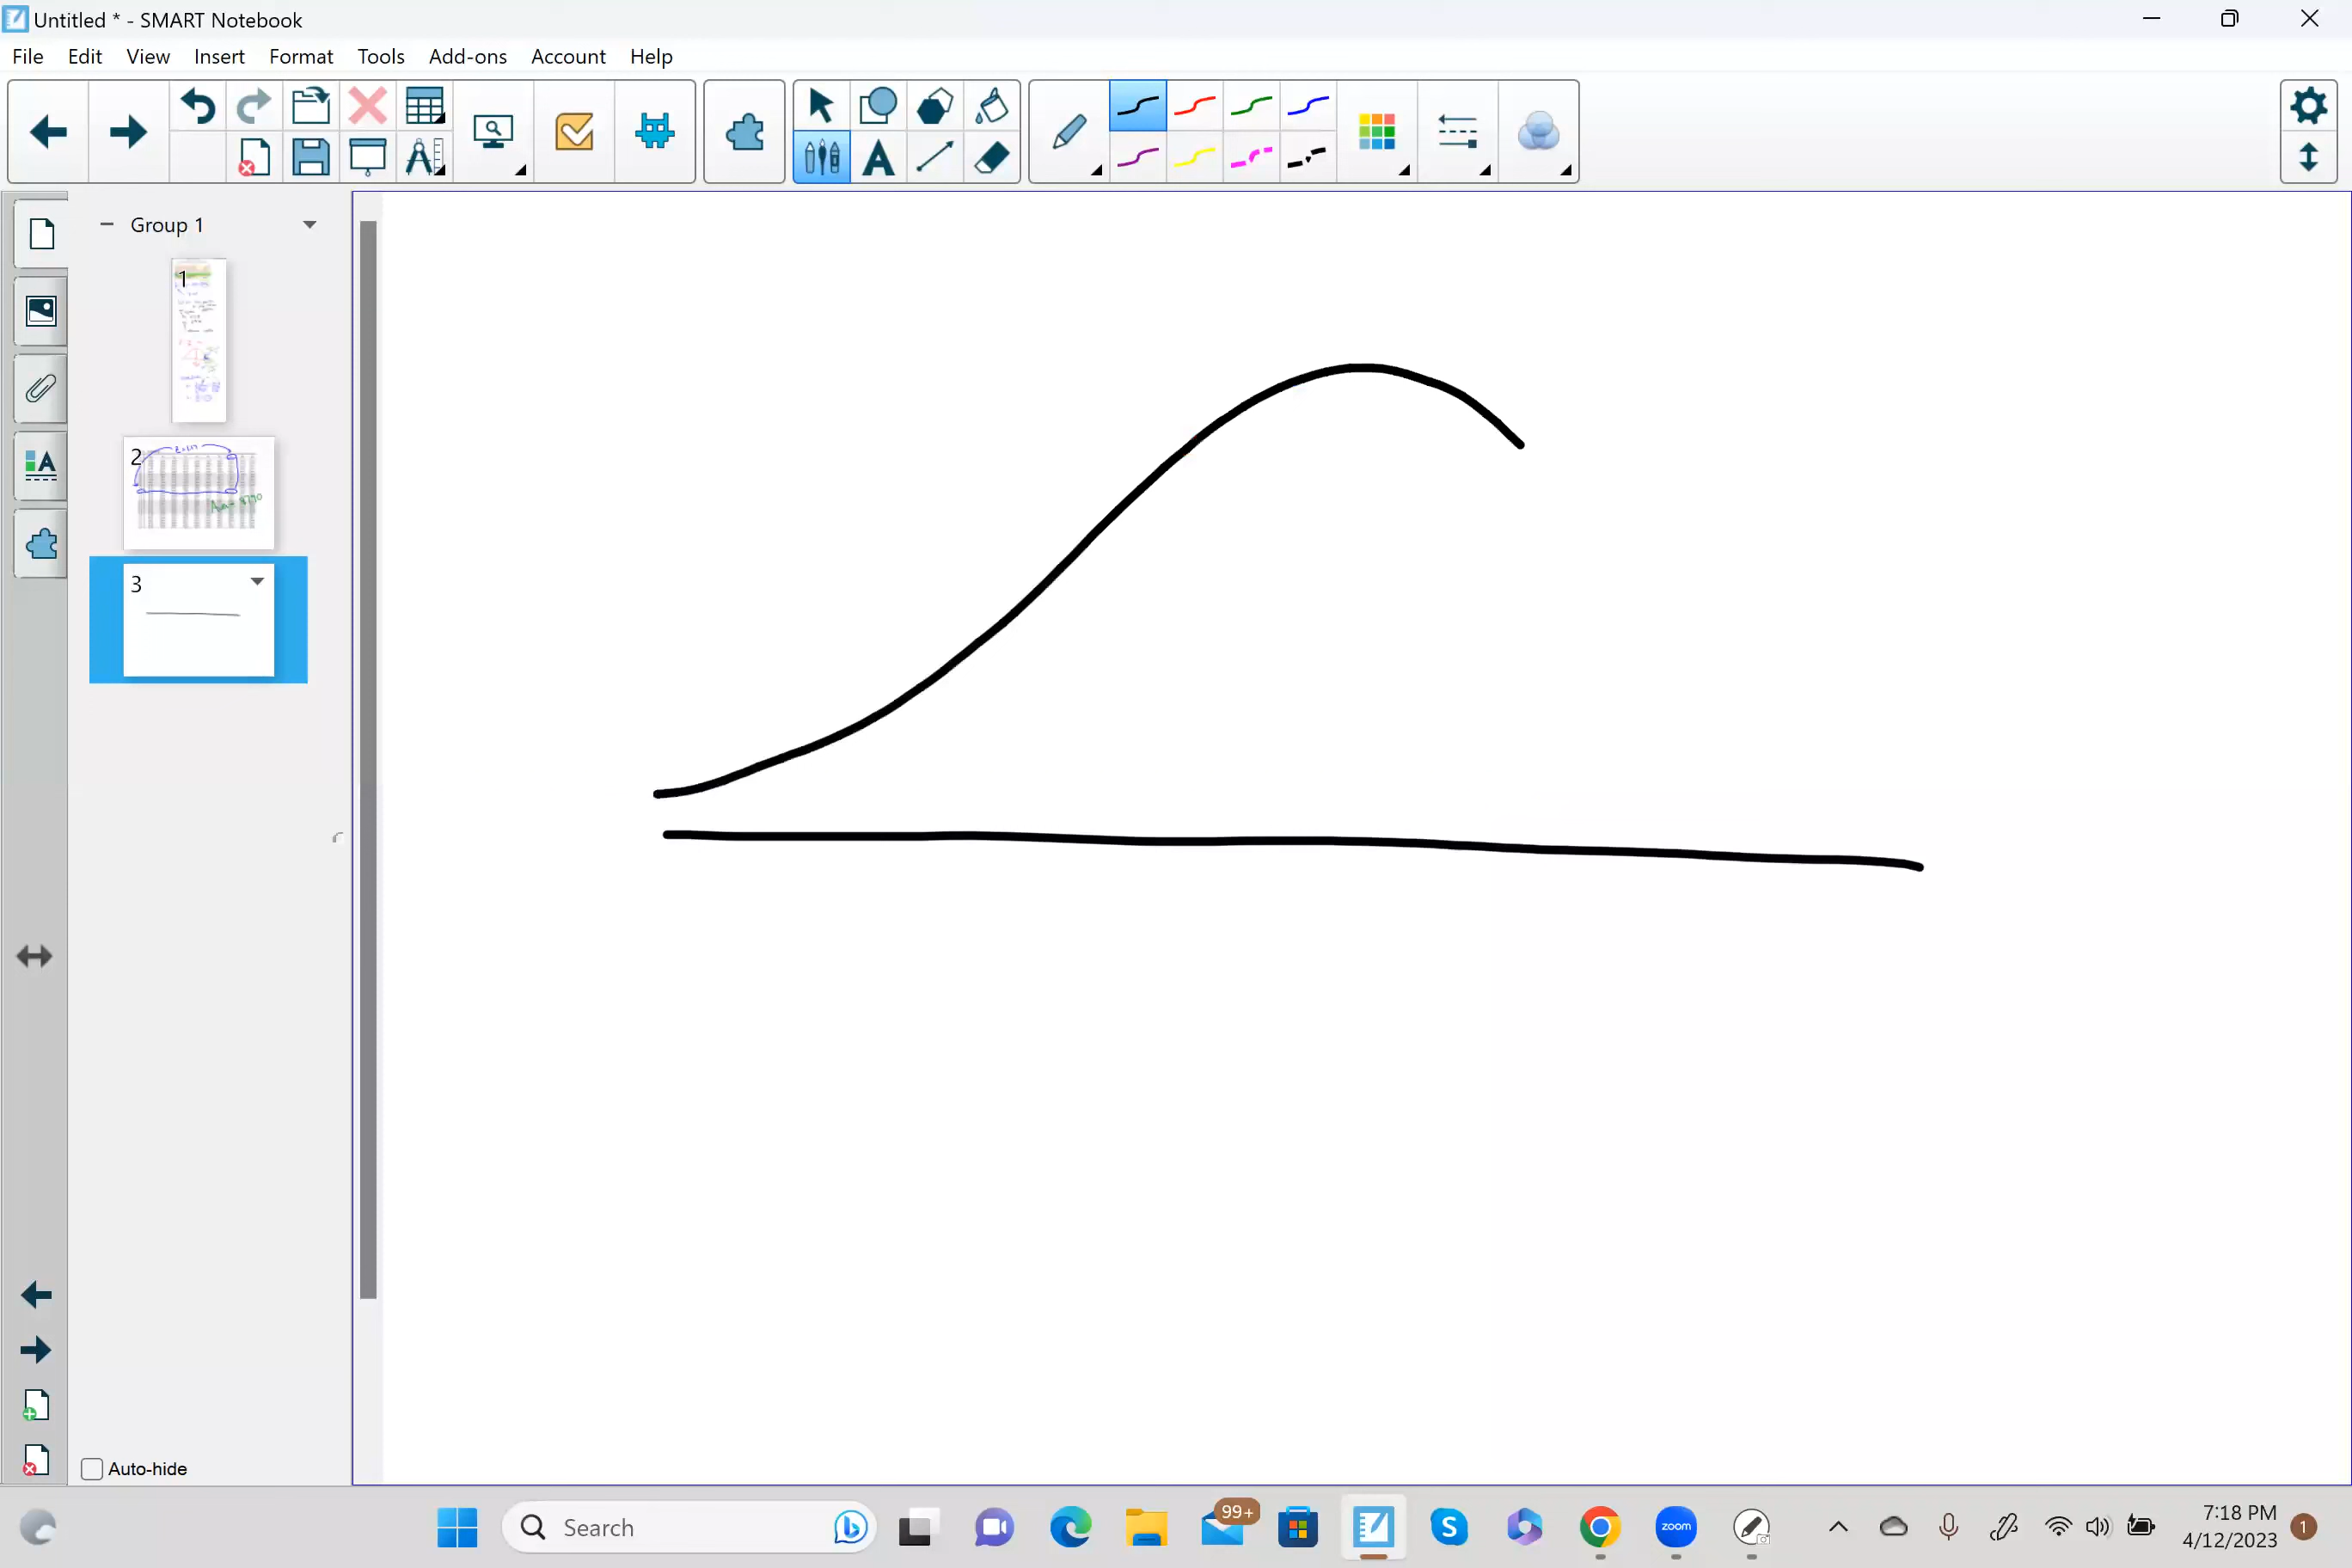 Untitled * - SMART Notebook
File Edit View Insert Format Tools Add-ons Account Help
Group 1
1
2
3
Auto-hide
Search
99+
zoom
7:18 PM
4/12/2023
1